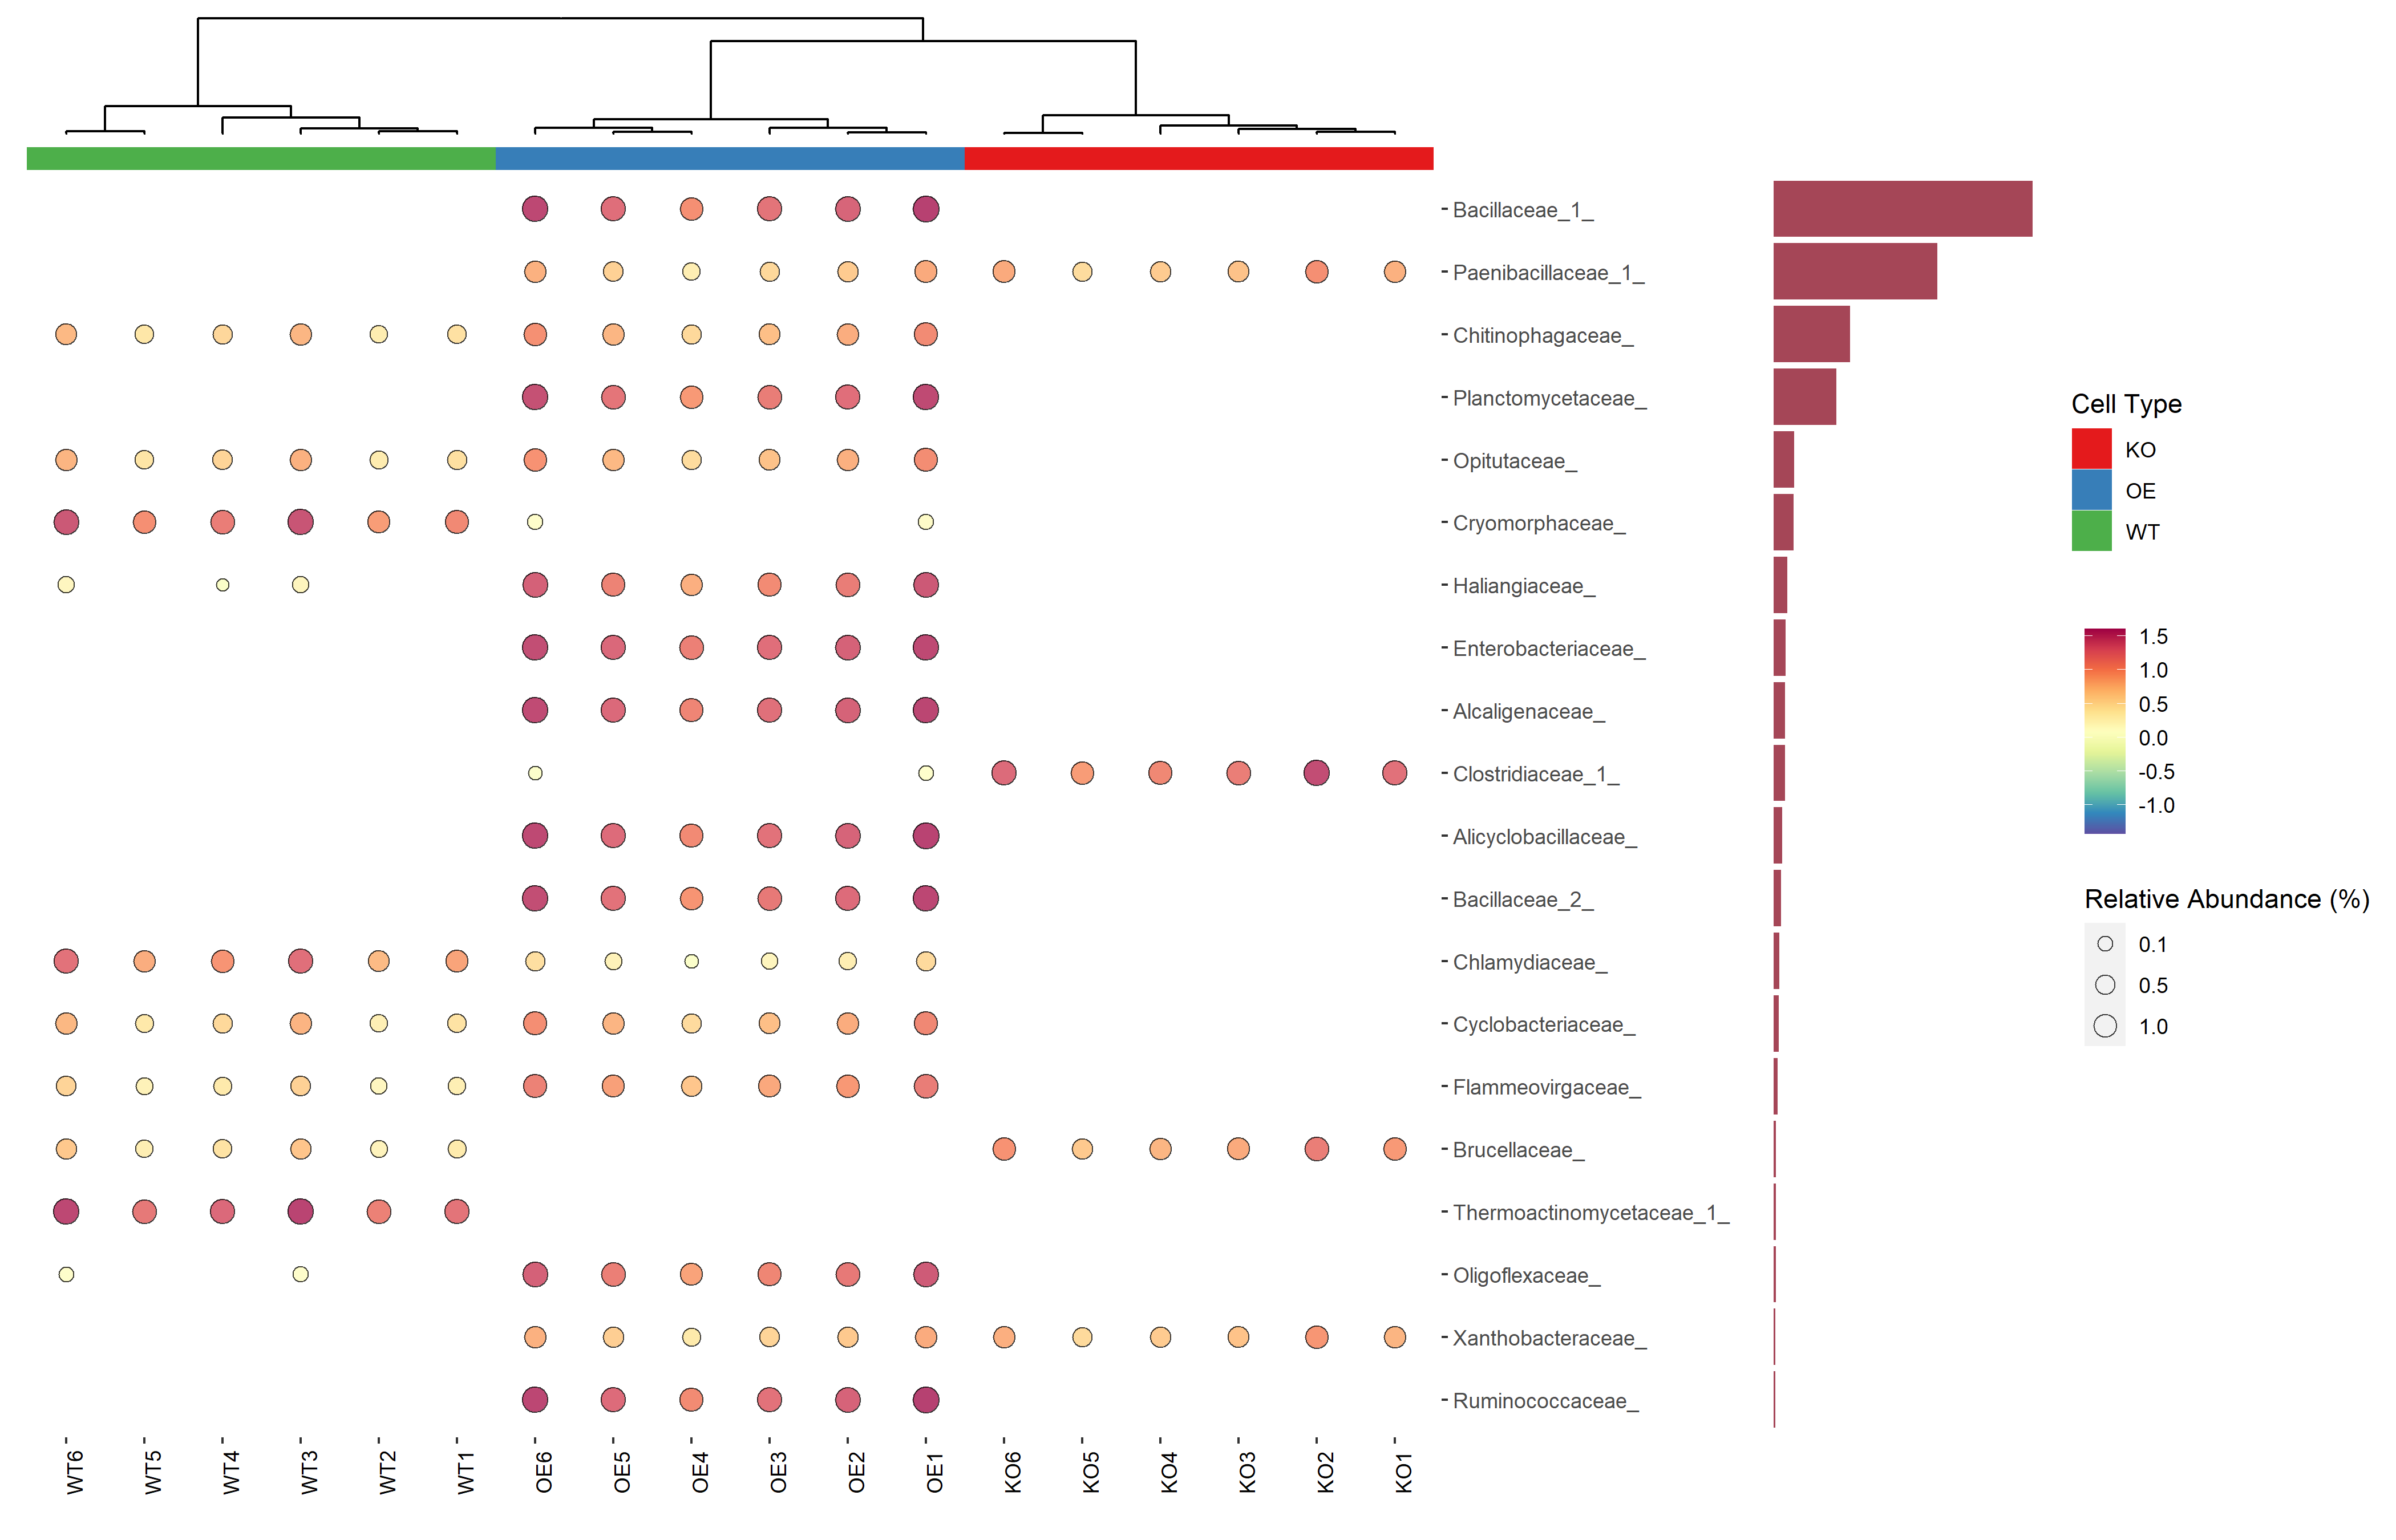 Bacillaceae_1_
Paenibacillaceae_1_
Chitinophagaceae_
Planctomycetaceae_
Opitutaceae_
Cryomorphaceae_
Haliangiaceae_
Enterobacteriaceae_
Alcaligenaceae_
Clostridiaceae_1_
Alicyclobacillaceae_
Bacillaceae_2_
Chlamydiaceae_
Cyclobacteriaceae_
Flammeovirgaceae_
Brucellaceae_
Thermoactinomycetaceae_1_
Oligoflexaceae_
Xanthobacteraceae_
Ruminococcaceae_
WT6
WT5
WT4
WT3
WT2
WT1
OE6
OE5
OE4
OE3
OE2
OE1
KO6
KO5
KO4
KO3
KO2
KO1
Cell Type
KO
OE
WT
1.5
1.0
0.5
0.0
-0.5
-1.0
Relative Abundance (%)
0.1
0.5
1.0